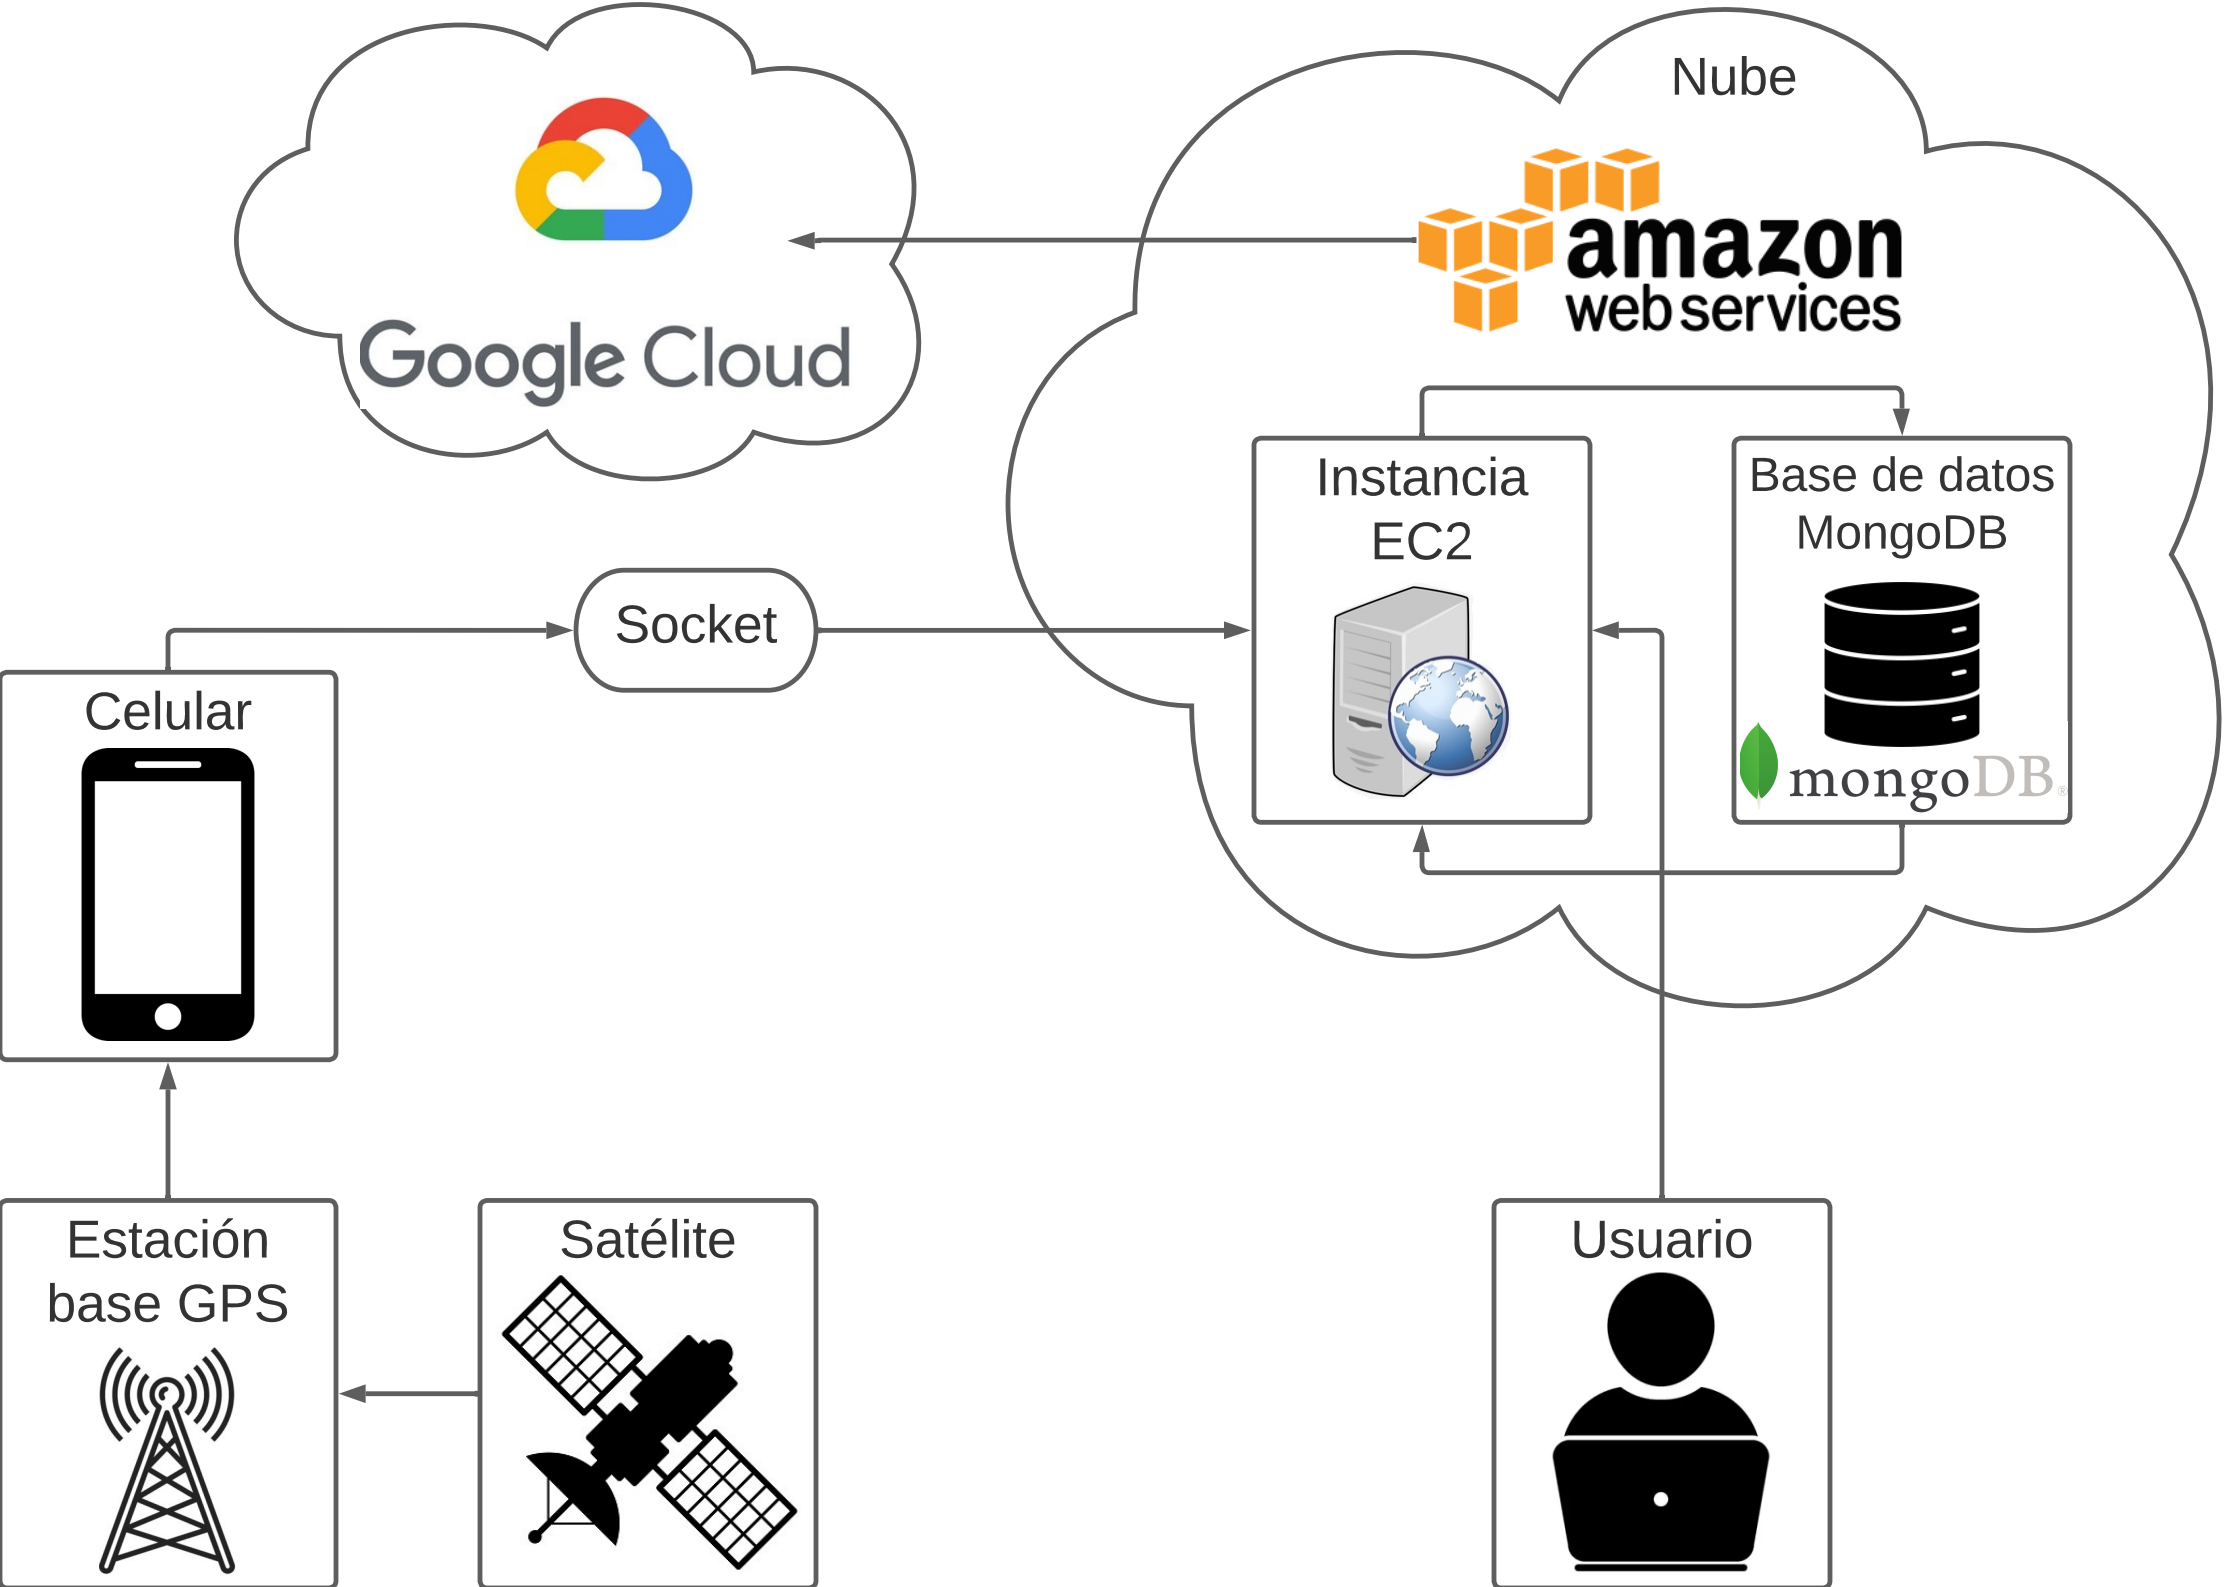 Nube
amazon
web services
Google Cloud
Instancia
EC2
Base de datos
MongoDB
mongoDB®
Socket
Celular
Estación
base GPS
Satélite
Usuario